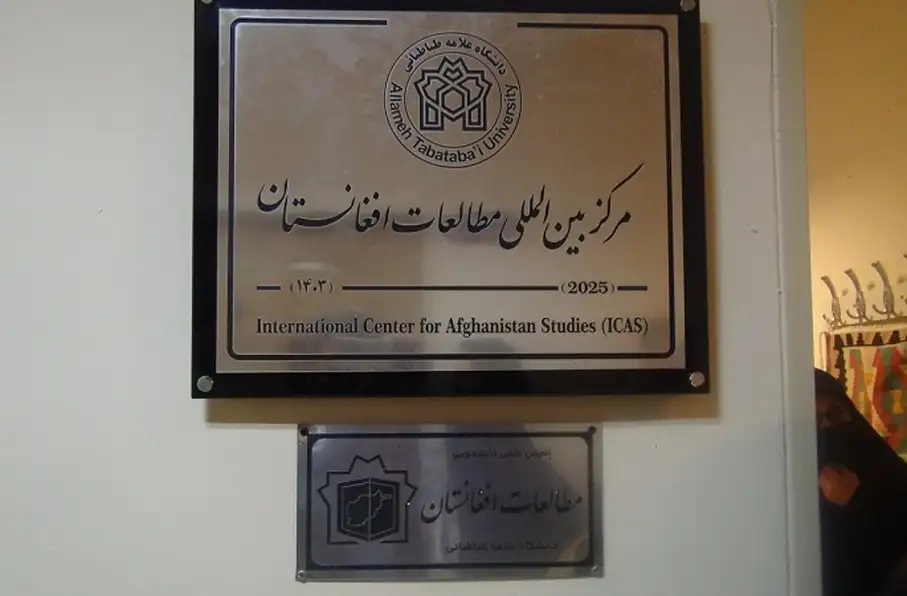 دانشگاه علامه طباطبائی
Allameh Tabataba'i University
مرکز بین المللی مطالعات افغانستان
(۱۴۰۳) (2025)
International Center for Afghanistan Studies (ICAS)
انجمن علمی دانشجویی
مطالعات افغانستان
دانشگاه علامه طباطبائی